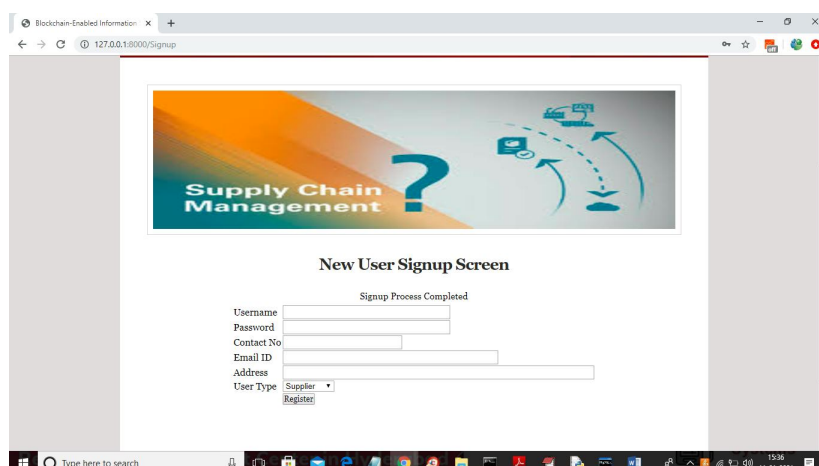 Blockchain-Enabled Information
127.0.0.1:8000/Signup
off
Supply Chain
Management
New User Signup Screen
Signup Process Completed
Username
Password
Contact No
Email ID
Address
User Type Supplier
Register
Type here to search
15:36